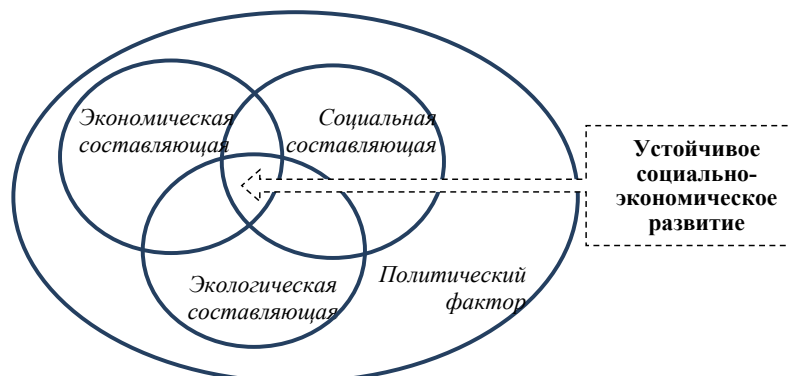 Экономическая
составляющая
Социальная
составляющая
Устойчивое
социально-
экономическое
развитие
Экологическая
составляющая
Политический
фактор